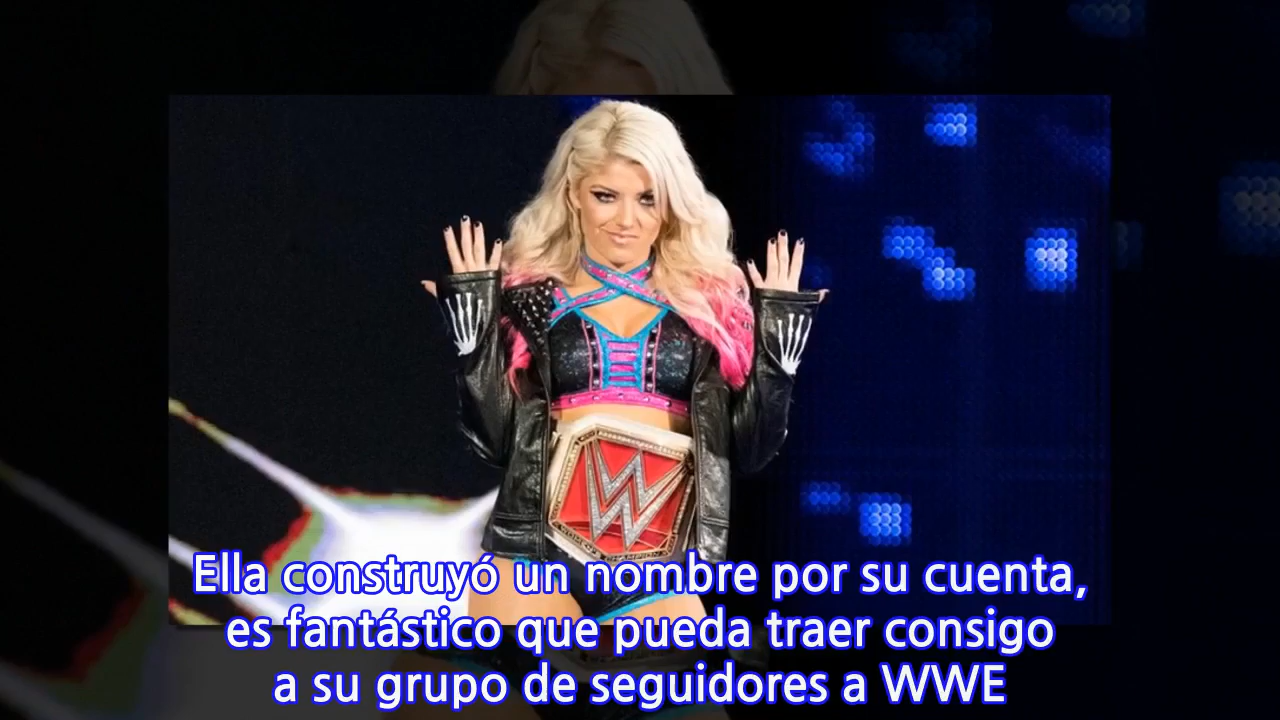 Ella construyó un nombre por su cuenta,
es fantástico que pueda traer consigo
a su grupo de seguidores a WWE